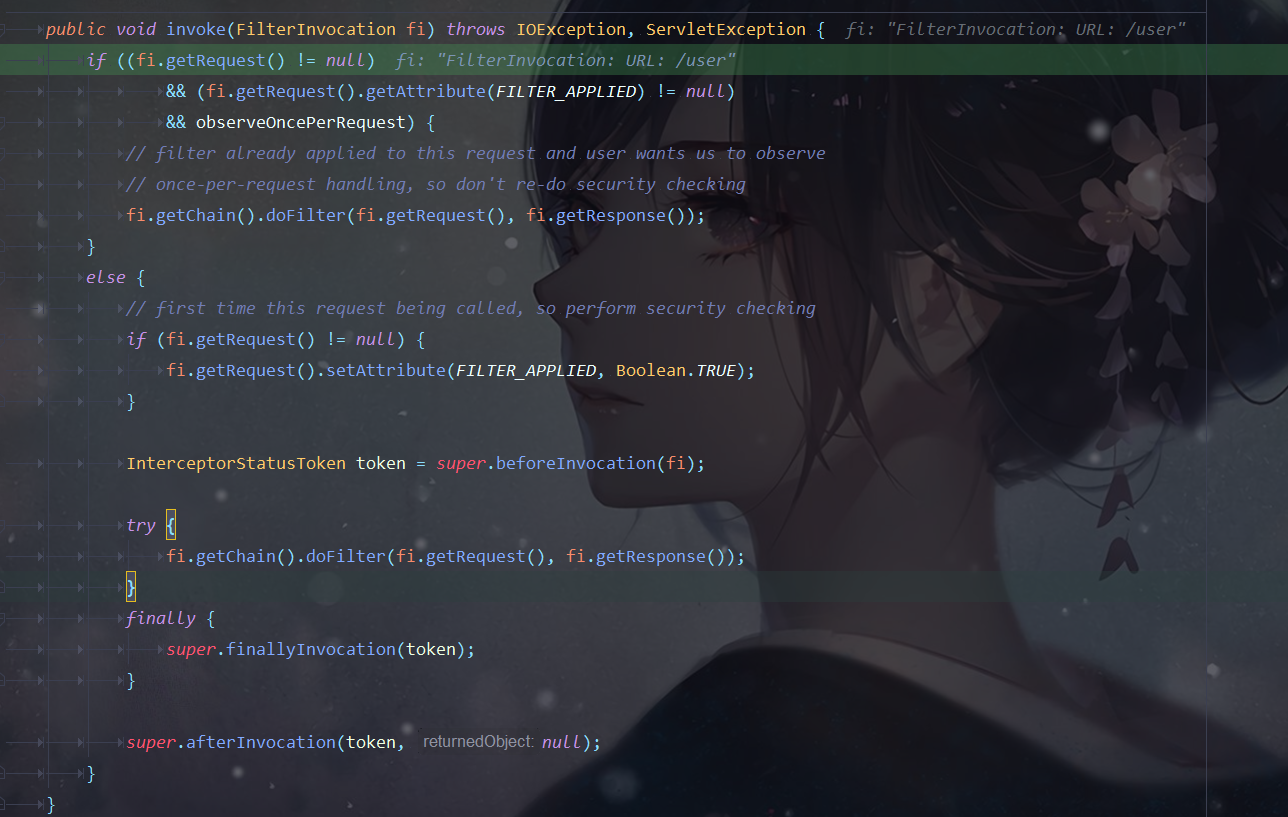 public void invoke(FilterInvocation fi) throws IOException, ServletException {  fi: "FilterInvocation: URL: /user"
if ((fi.getRequest() != null)  fi: "FilterInvocation: URL: /user"
&& (fi.getRequest().getAttribute(FILTER_APPLIED) != null)
&& observeOncePerRequest) {
// filter already applied to this request and user wants us to observe
// once-per-request handling, so don't re-do security checking
fi.getChain().doFilter(fi.getRequest(), fi.getResponse());
}
else {
// first time this request being called, so perform security checking
if (fi.getRequest() != null) {
fi.getRequest().setAttribute(FILTER_APPLIED, Boolean.TRUE);
}
InterceptorStatusToken token = super.beforeInvocation(fi);
try {
fi.getChain().doFilter(fi.getRequest(), fi.getResponse());
}
finally {
super.finallyInvocation(token);
}
super.afterInvocation(token, returnedObject: null);
}
}